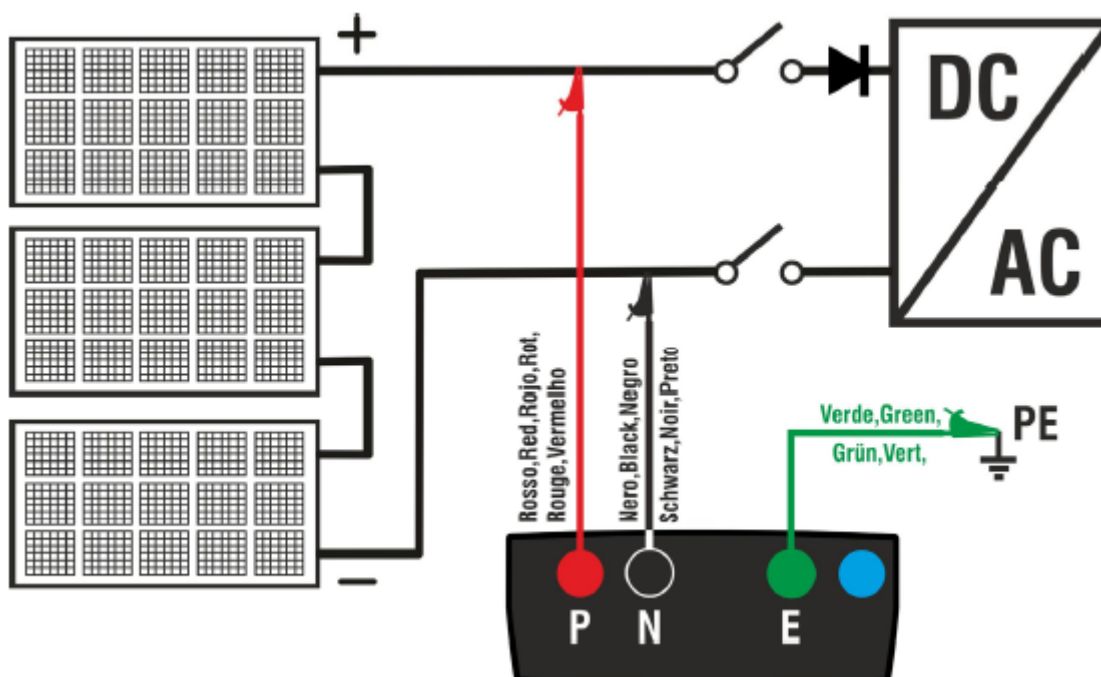 +
DC
AC
Rosso,Red,Rojo,Rot,
Rouge,Vermelho
Nero,Black,Negro
Schwarz,Noir,Preto
Verde,Green,
Grün,Vert,
PE
−
P N E